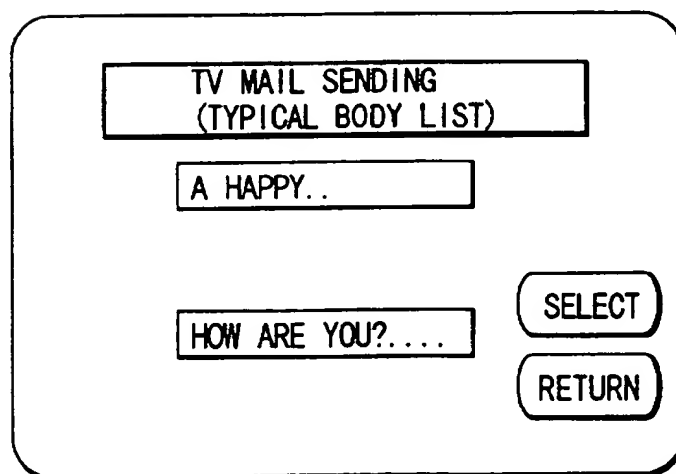 TV MAIL SENDING
(TYPICAL BODY LIST)
A HAPPY..
HOW ARE YOU?....
SELECT
RETURN